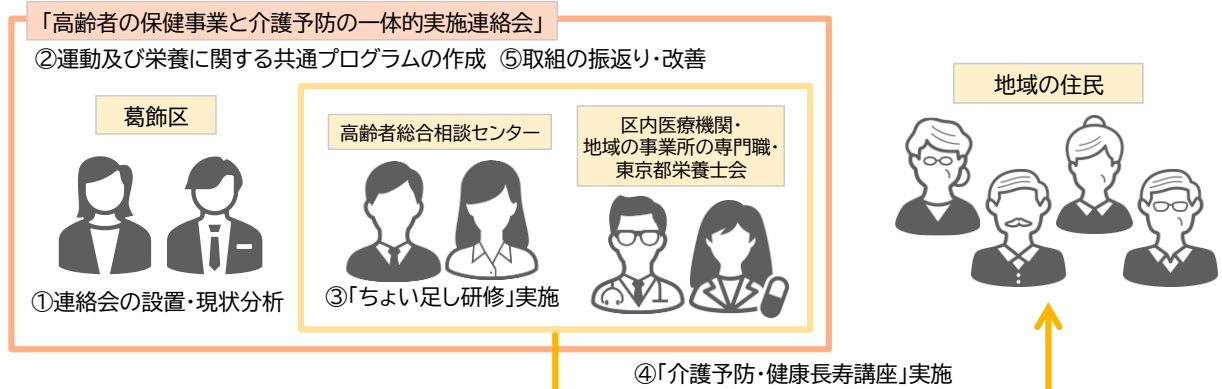 「高齢者の保健事業と介護予防の一体的実施連絡会」
②運動及び栄養に関する共通プログラムの作成 ⑤取組の振返り・改善
葛飾区
高齢者総合相談センター
区内医療機関・
地域の事業所の専門職・
東京都栄養士会
①連絡会の設置・現状分析
③「ちょい足し研修」実施
地域の住民
④「介護予防・健康長寿講座」実施